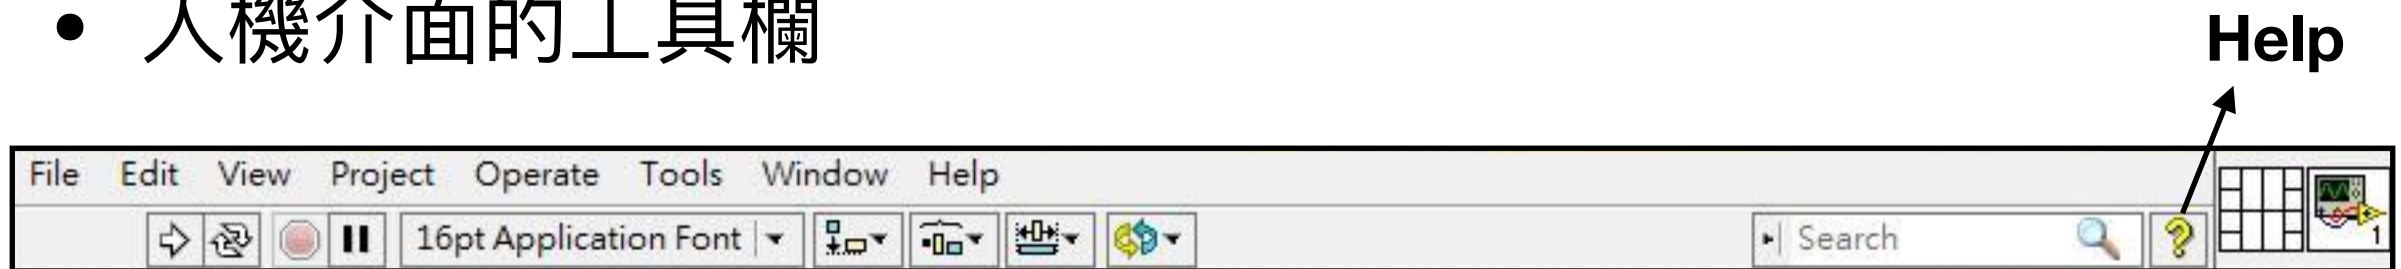 • 人機介面的工具欄
Help
File Edit View Project Operate Tools Window Help
16pt Application Font Search ?
1